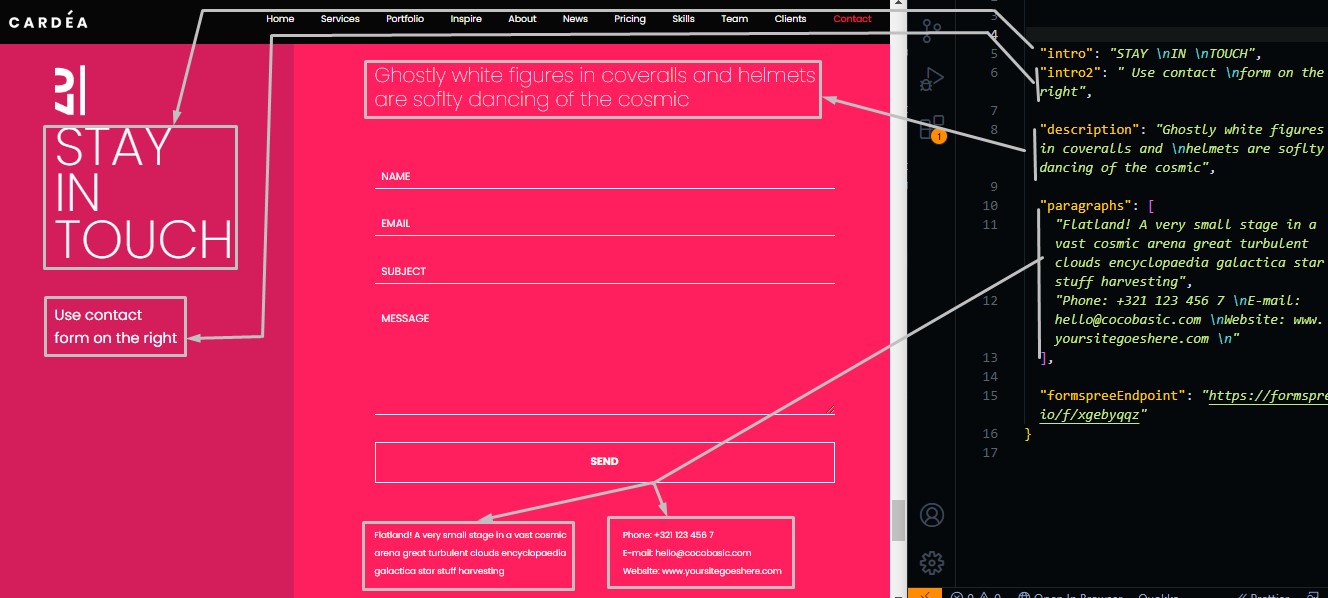 CARDÉA
Home
Services
Portfolio
Inspire
About
News
Pricing
Skills
Team
Clients
Contact
21
STAY
IN
TOUCH
Use contact
form on the right
Ghostly white figures in coveralls and helmets
are soflty dancing of the cosmic
NAME
EMAIL
SUBJECT
MESSAGE
SEND
Flatland! A very small stage in a vast cosmic
arena great turbulent clouds encyclopaedia
galactica star stuff harvesting
Phone: +321 123 456 7
E-mail: hello@cocobasic.com
Website: www.yoursitegoeshere.com
1
3
4
5 "intro": "STAY \nIN \nTOUCH",
6 "intro2": " Use contact \nform on the
right",
7
8 "description": "Ghostly white figures
in coveralls and \nhelmets are soflty
dancing of the cosmic",
9
10 "paragraphs": [
11 "Flatland! A very small stage in a
vast cosmic arena great turbulent
clouds encyclopaedia galactica star
stuff harvesting",
12 "Phone: +321 123 456 7 \nE-mail:
hello@cocobasic.com \nWebsite: www.
yoursitegoeshere.com \n"
13 ],
14
15 "formspreeEndpoint": "https://formspre
io/f/xgebyqqz"
16 }
17
0 0 Open In Browser Quokka Prettier